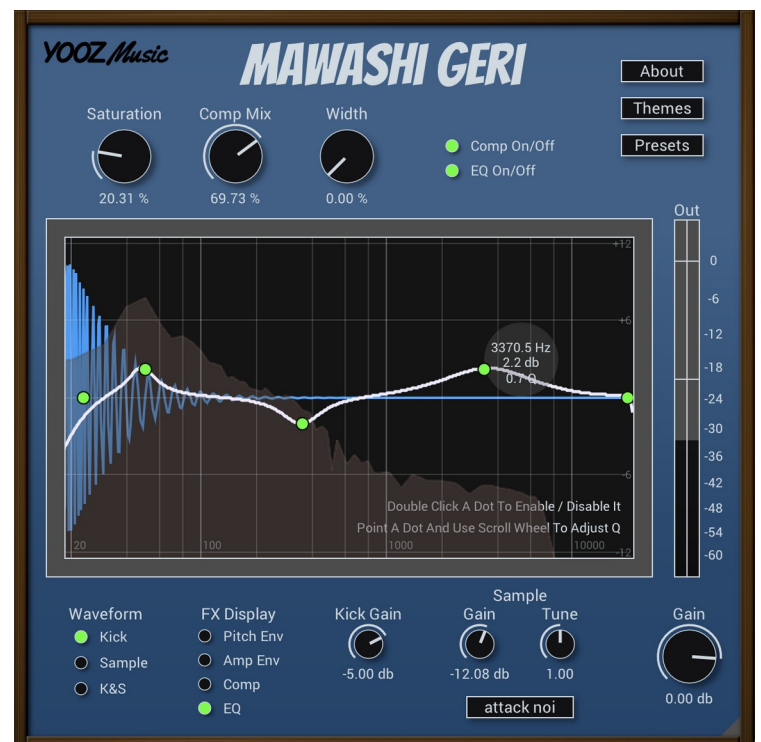 YOOZ Music
MAWASHI GERI
About
Themes
Presets
Saturation
Comp Mix
Width
20.31 %
69.73 %
0.00 %
Comp On/Off
EQ On/Off
Out
+12
+6
-6
-12
3370.5 Hz
2.2 db
0.7 Q
Double Click A Dot To Enable / Disable It
Point A Dot And Use Scroll Wheel To Adjust Q
20
100
1000
10000
0
-6
-12
-18
-24
-30
-36
-42
-48
-54
-60
Waveform
Kick
Sample
K&S
FX Display
Pitch Env
Amp Env
Comp
EQ
Kick Gain
-5.00 db
Sample
Gain
Tune
-12.08 db
1.00
attack noi
Gain
0.00 db